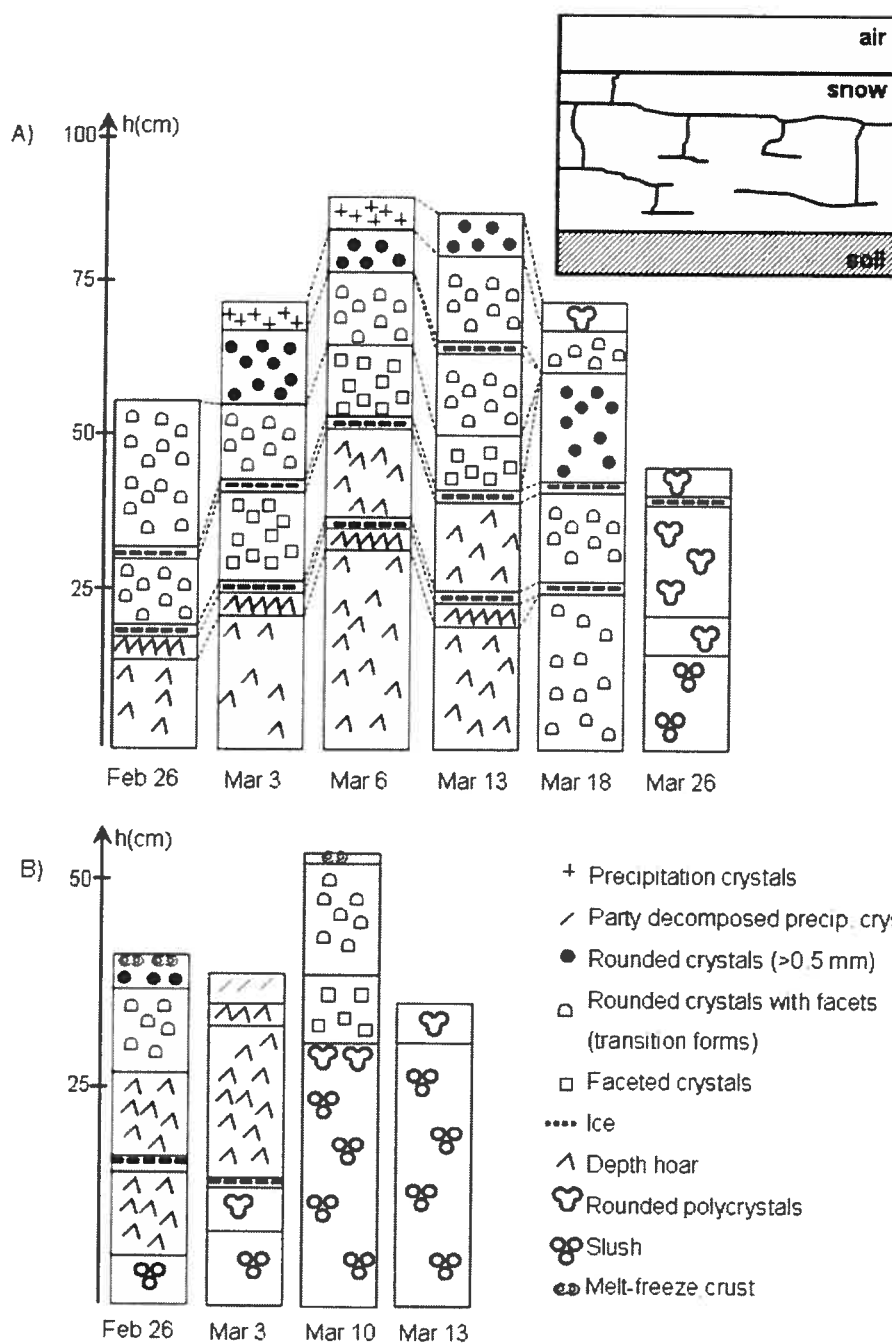 air
snow
soil
A)
h(cm)
100
75
50
25
Feb 26 Mar 3 Mar 6 Mar 13 Mar 18 Mar 26
B)
h(cm)
50
25
Feb 26 Mar 3 Mar 10 Mar 13
Precipitation crystals
Party decomposed precip. crys
Rounded crystals (>0.5 mm)
Rounded crystals with facets
(transition forms)
Faceted crystals
Ice
Depth hoar
Rounded polycrystals
Slush
Melt-freeze crust